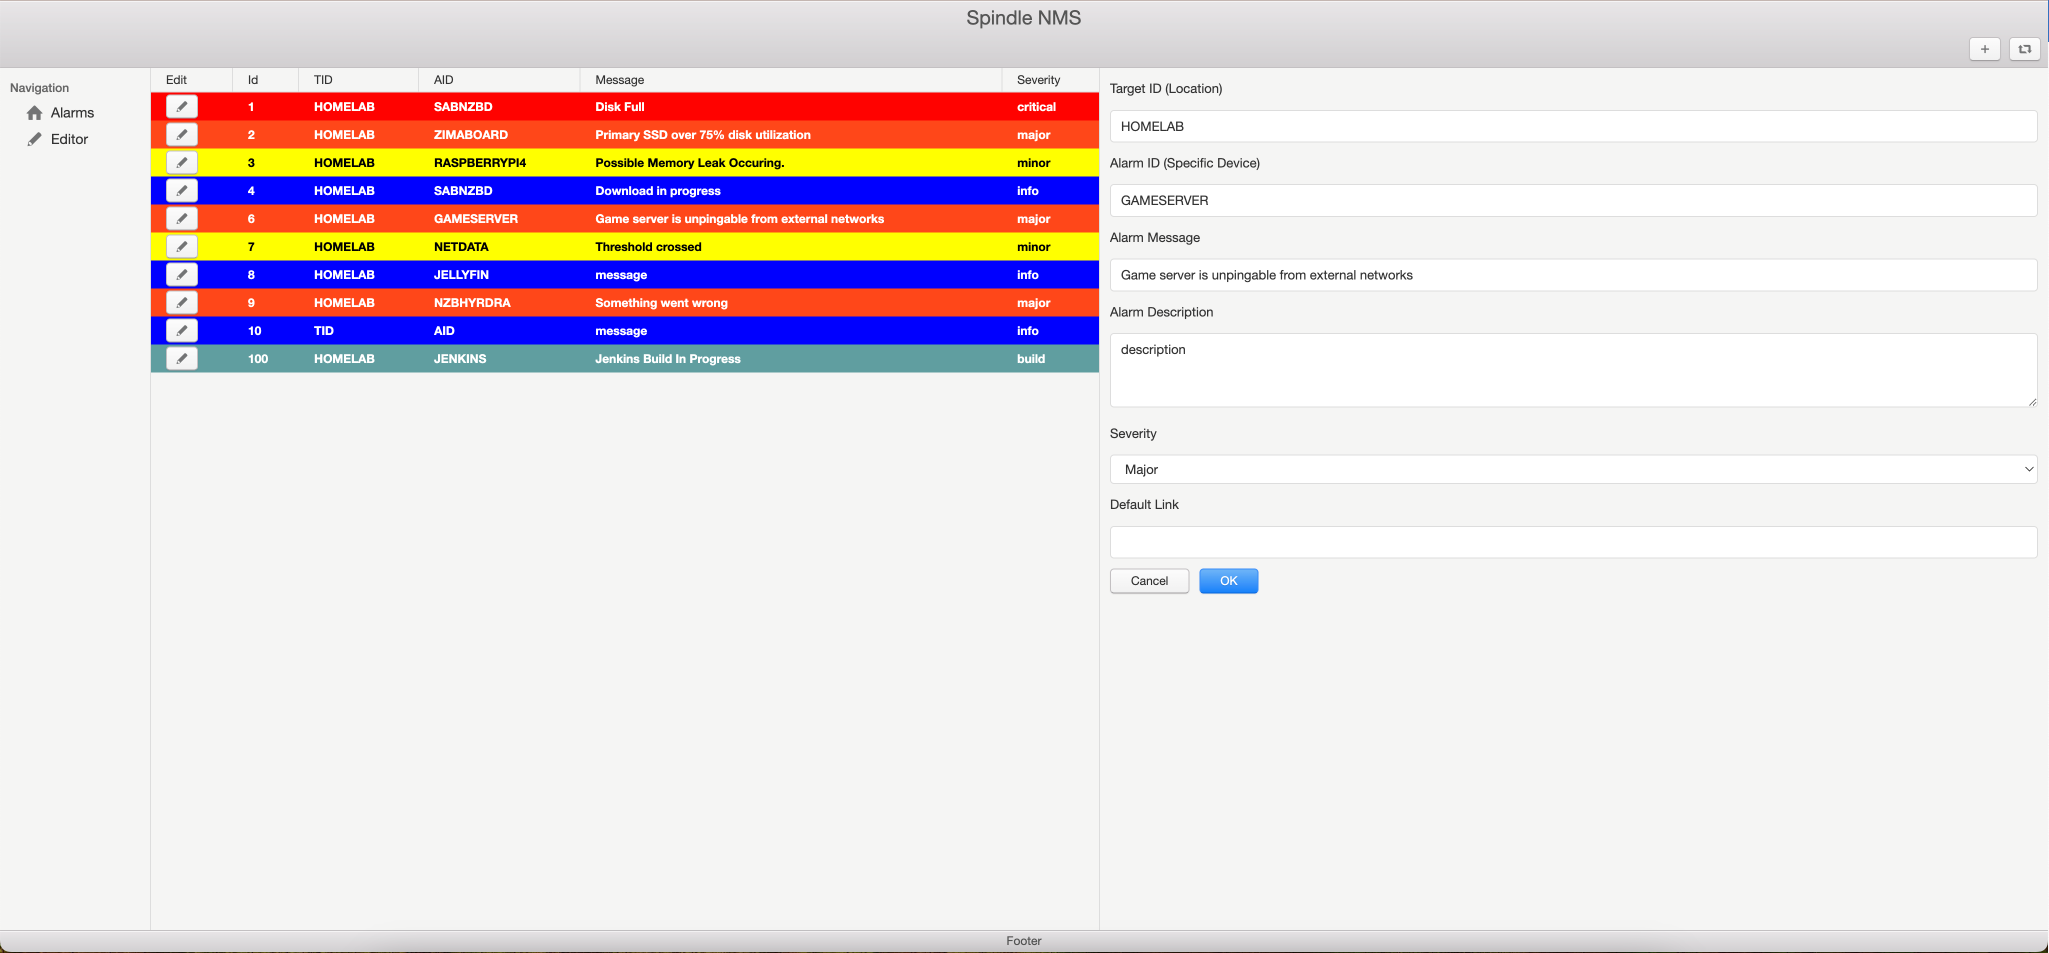 Spindle NMS
Navigation
Alarms
Editor
Edit Id TID AID Message Severity
1 HOMELAB SABNZBD Disk Full critical
2 HOMELAB ZIMABOARD Primary SSD over 75% disk utilization major
3 HOMELAB RASPBERRYPI4 Possible Memory Leak Occuring. minor
4 HOMELAB SABNZBD Download in progress info
6 HOMELAB GAMESERVER Game server is unpingable from external networks major
7 HOMELAB NETDATA Threshold crossed minor
8 HOMELAB JELLYFIN message info
9 HOMELAB NZBHYRDRA Something went wrong major
10 TID AID message info
100 HOMELAB JENKINS Jenkins Build In Progress build
Target ID (Location)
HOMELAB
Alarm ID (Specific Device)
GAMESERVER
Alarm Message
Game server is unpingable from external networks
Alarm Description
description
Severity
Major
Default Link
Cancel OK
Footer